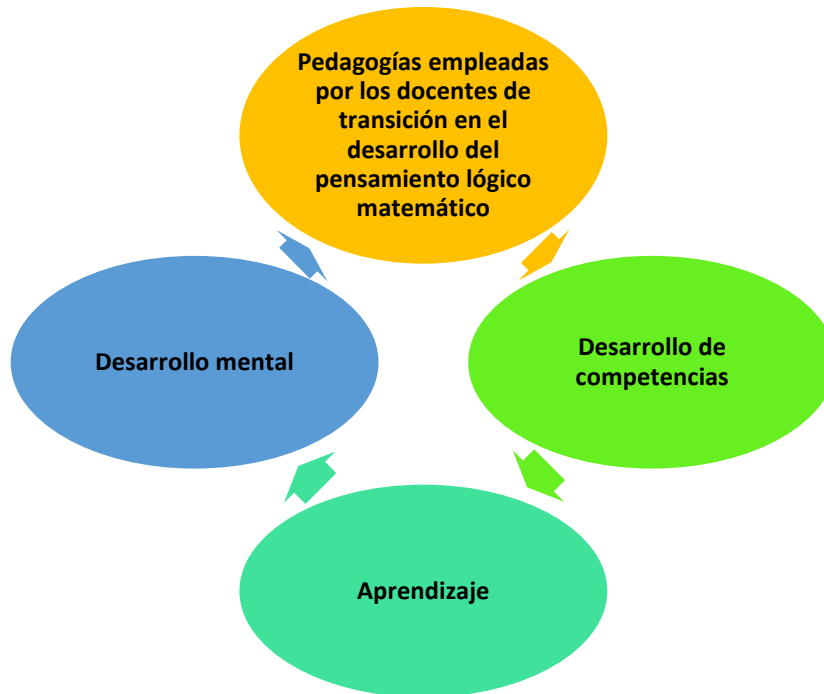 Pedagogías empleadas
por los docentes de
transición en el
desarrollo del
pensamiento lógico
matemático
Desarrollo mental
Desarrollo de
competencias
Aprendizaje